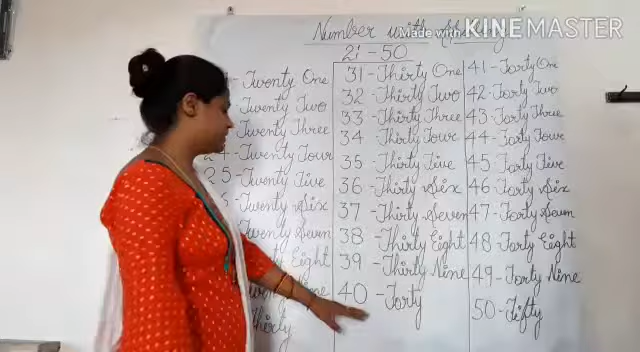 Number with
Made with KINEMASTER
21-50
Twenty One
Twenty Two
Twenty Three
24-Twenty Four
25-Twenty Five
Twenty Six
Twenty Seven
Eight
Thirty
31-Thirty One
32-Thirty Two
33-Thirty Three
34-Thirty Four
35-Thirty Five
36-Thirty Six
37-Thirty Seven
38-Thirty Eight
39-Thirty Nine
40-Forty
41-Forty One
42-Forty Two
43-Forty Three
44-Forty Four
45-Forty Five
46-Forty Six
47-Forty Seven
48-Forty Eight
49-Forty Nine
50-Fifty